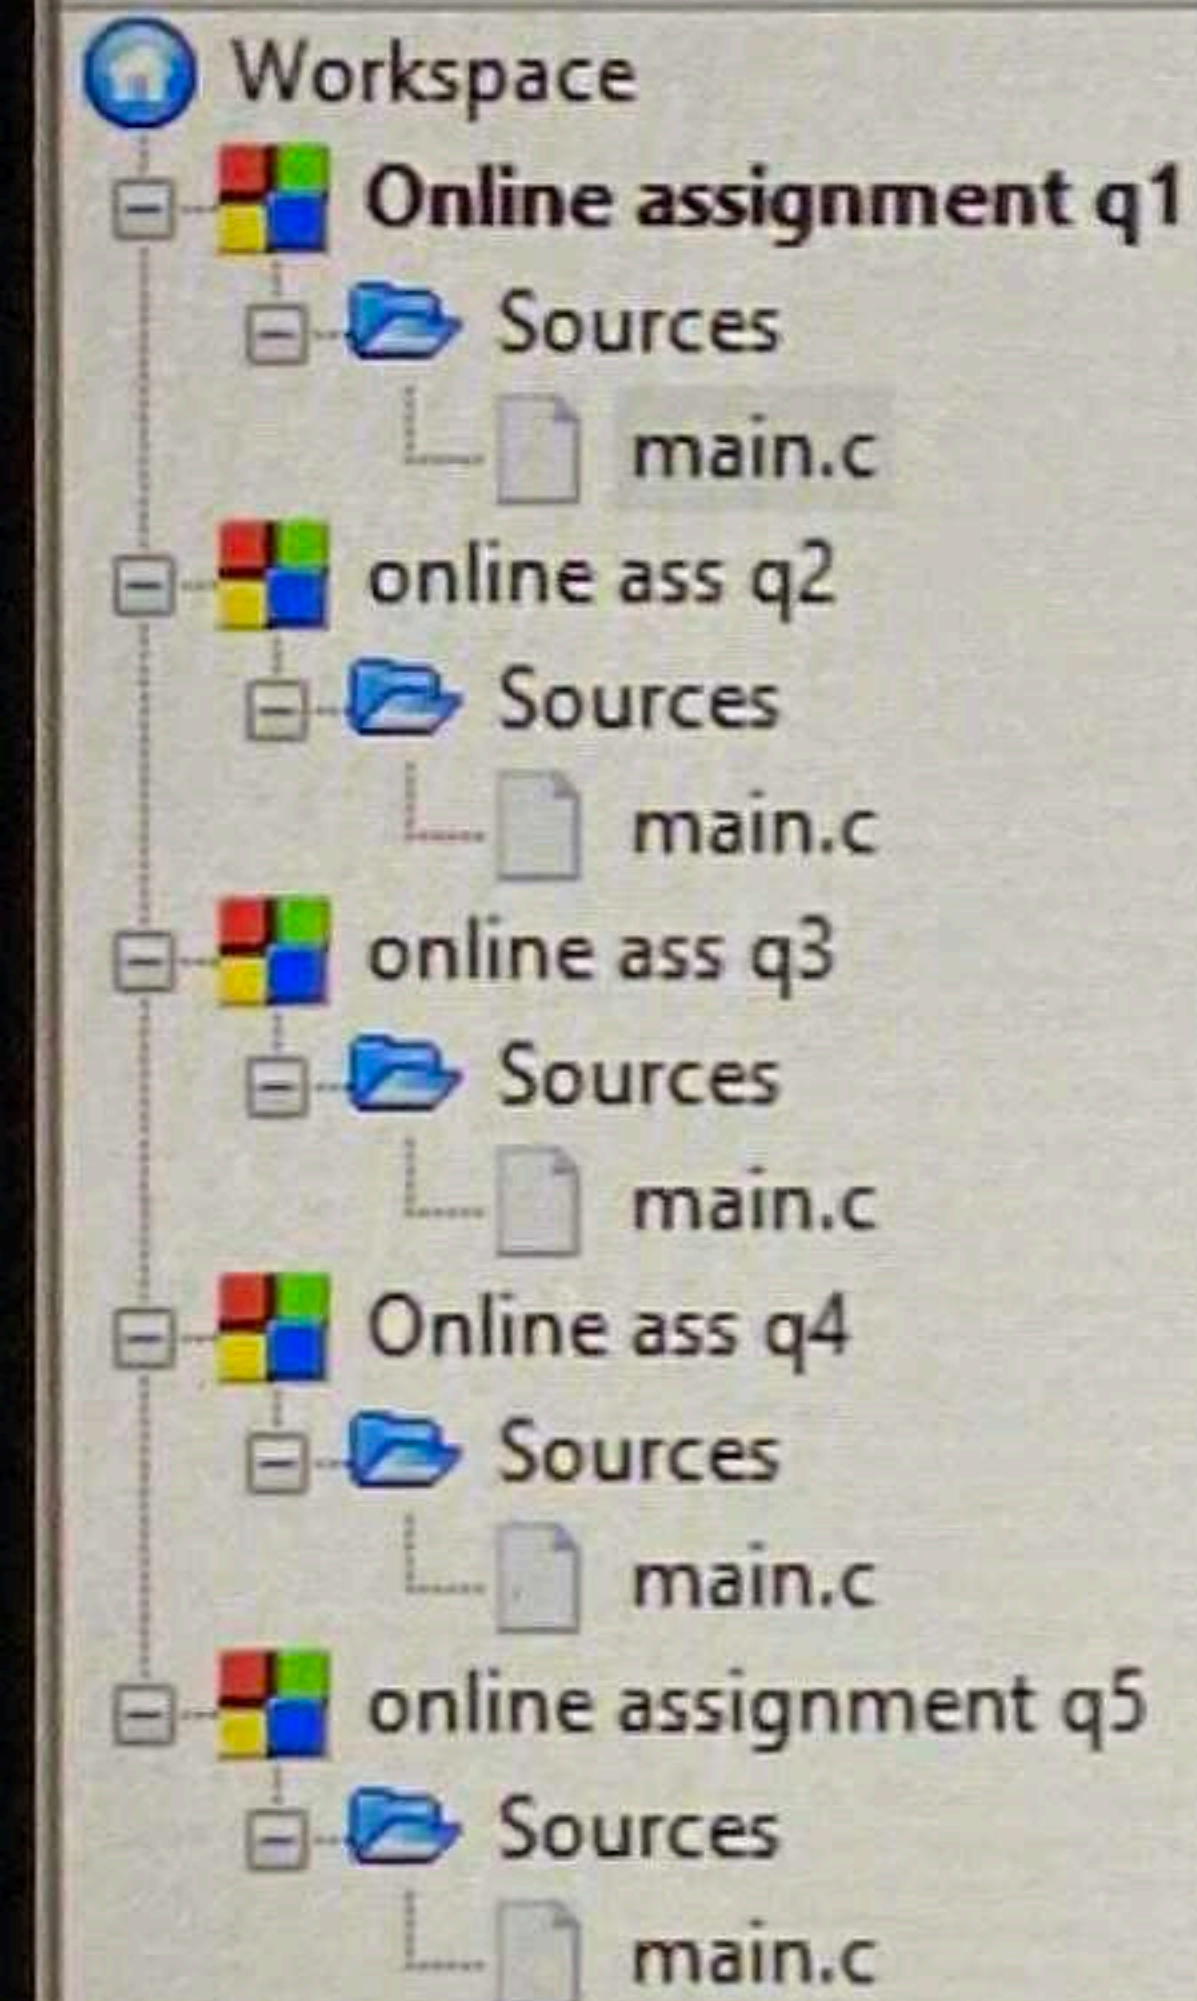 Workspace
Online assignment q1
Sources
main.c
online ass q2
Sources
main.c
online ass q3
Sources
main.c
Online ass q4
Sources
main.c
online assignment q5
Sources
main.c